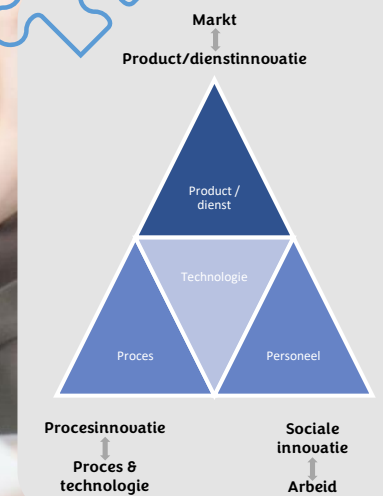 Markt
Product/dienstinnovatie
Product /
dienst
Technologie
Proces
Personeel
Procesinnovatie
Proces &
technologie
Sociale
innovatie
Arbeid